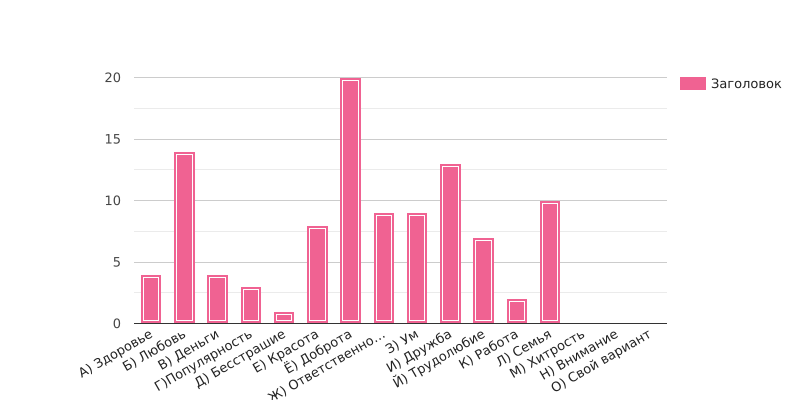 20
15
10
5
0
Заголовок
А) Здоровье
Б) Любовь
В) Деньги
Г)Популярность
Д) Бесстрашие
Е) Красота
Ё) Доброта
Ж) Ответственно...
З) Ум
И) Дружба
Й) Трудолюбие
К) Работа
Л) Семья
М) Хитрость
Н) Внимание
О) Свой вариант